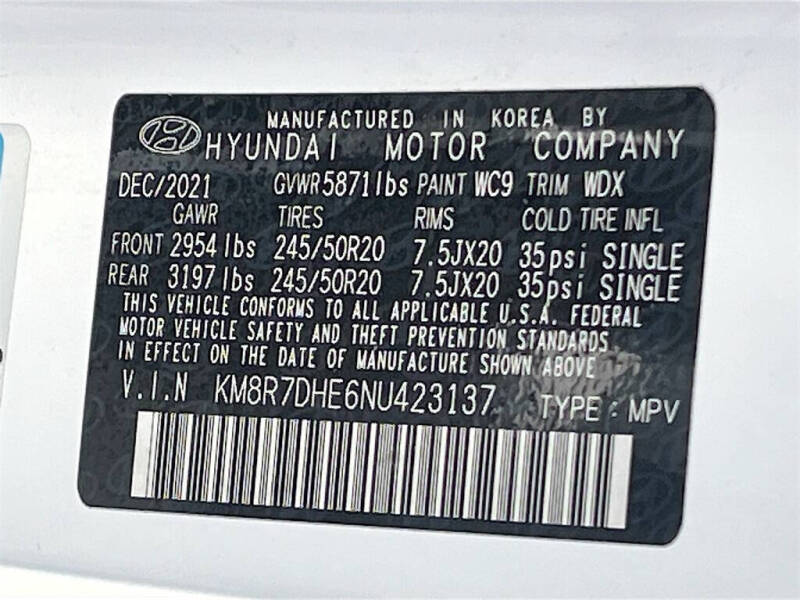 MANUFACTURED IN KOREA BY
HYUNDAI MOTOR COMPANY
DEC/2021 GVWR 5871lbs PAINT WC9 TRIM WDX
GAWR TIRES RIMS COLD TIRE INFL
FRONT 2954lbs 245/50R20 7.5JX20 35psi SINGLE
REAR 3197lbs 245/50R20 7.5JX20 35psi SINGLE
THIS VEHICLE CONFORMS TO ALL APPLICABLE U.S.A. FEDERAL
MOTOR VEHICLE SAFETY AND THEFT PREVENTION STANDARDS
IN EFFECT ON THE DATE OF MANUFACTURE SHOWN ABOVE
V.I.N KM8R7DHE6NU423137 TYPE : MPV